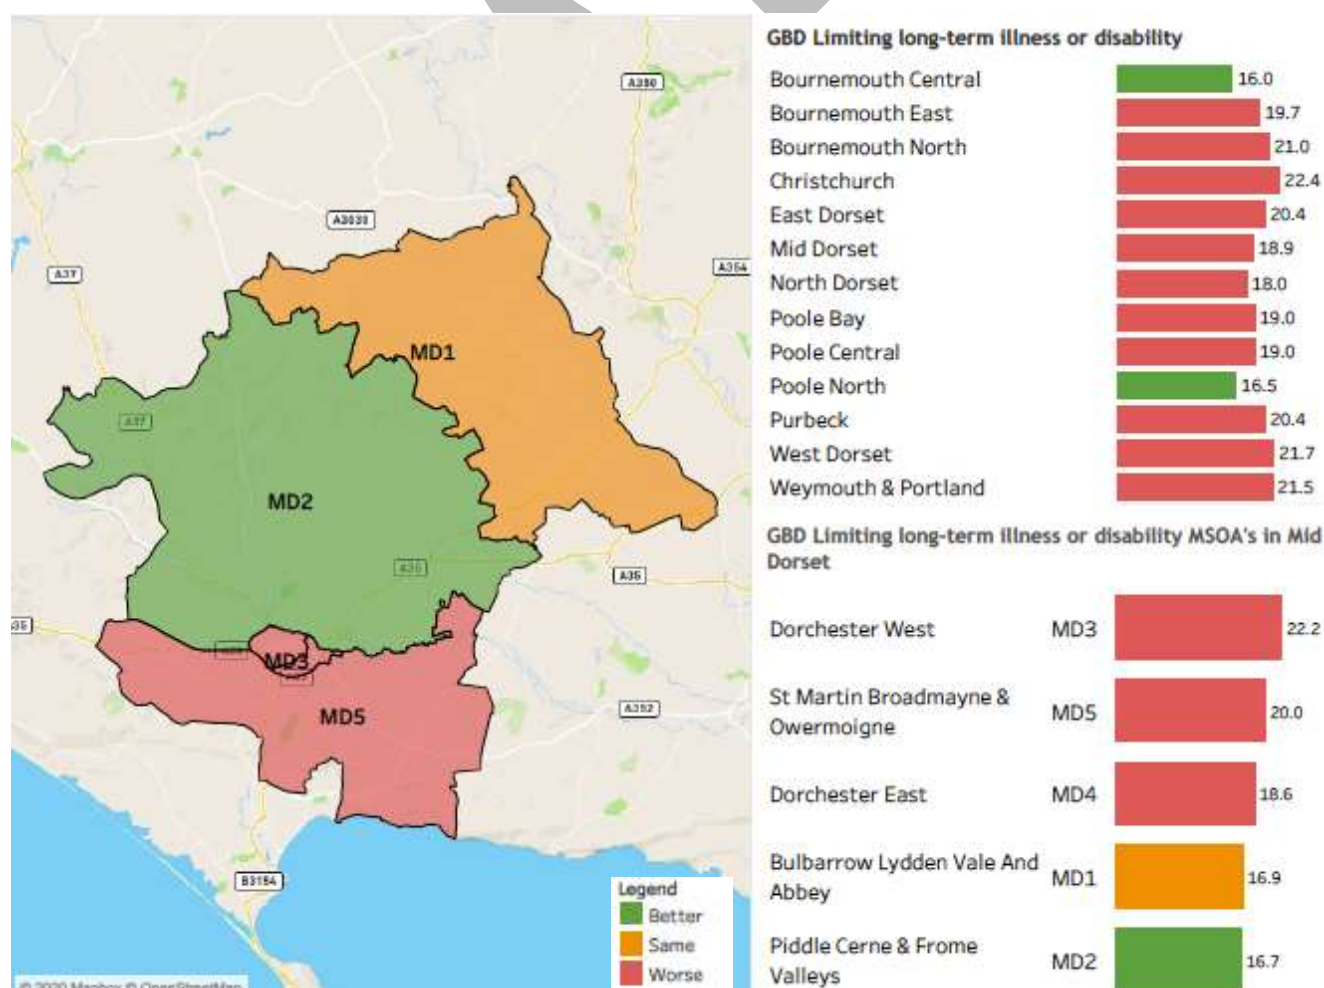 A350
A3030
A37
A354
MD1
A37
MD2
A35
A35
35
MD3
MD5
A352
B3154
Legend
Better
Same
Worse
© 2020 Mapbox © OpenStreetMap
GBD Limiting long-term illness or disability
Bournemouth Central 16.0
Bournemouth East 19.7
Bournemouth North 21.0
Christchurch 22.4
East Dorset 20.4
Mid Dorset 18.9
North Dorset 18.0
Poole Bay 19.0
Poole Central 19.0
Poole North 16.5
Purbeck 20.4
West Dorset 21.7
Weymouth & Portland 21.5
GBD Limiting long-term illness or disability MSOA's in Mid
Dorset
Dorchester West MD3 22.2
St Martin Broadmayne &
Owermoigne MD5 20.0
Dorchester East MD4 18.6
Bulbarrow Lydden Vale And
Abbey MD1 16.9
Piddle Cerne & Frome
Valleys MD2 16.7